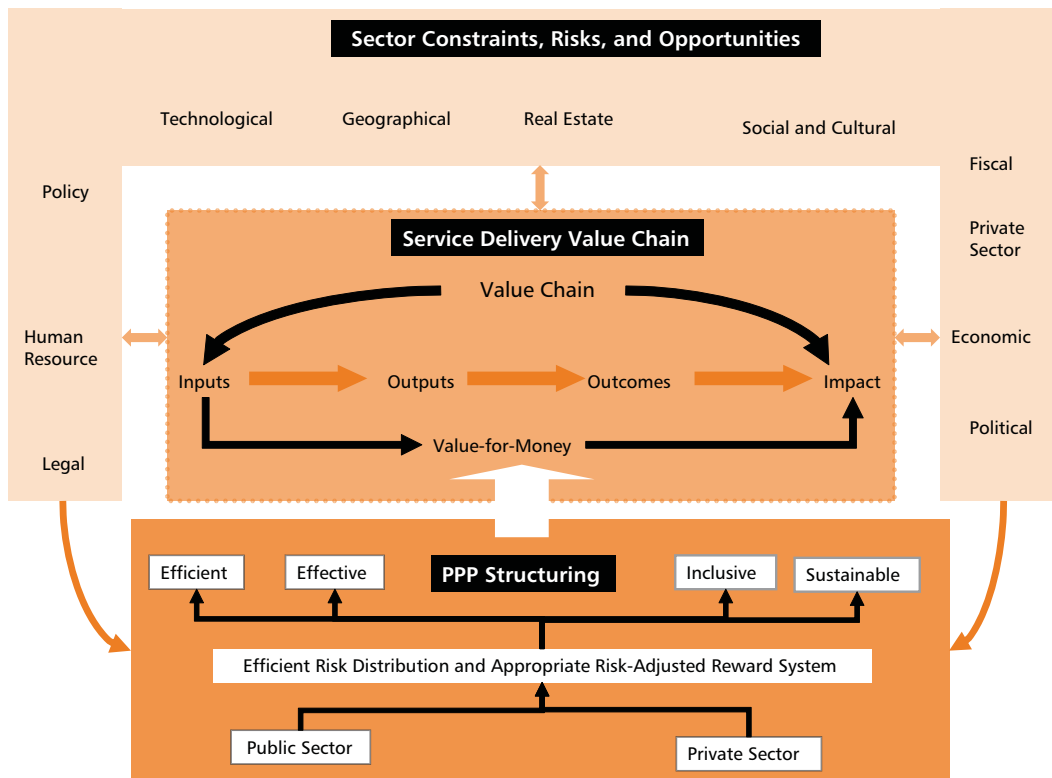 Sector Constraints, Risks, and Opportunities
Technological
Geographical
Real Estate
Social and Cultural
Policy
Human
Resource
Legal
Fiscal
Private
Sector
Economic
Political
Service Delivery Value Chain
Value Chain
Inputs
Outputs
Outcomes
Impact
Value-for-Money
PPP Structuring
Efficient
Effective
Inclusive
Sustainable
Efficient Risk Distribution and Appropriate Risk-Adjusted Reward System
Public Sector
Private Sector